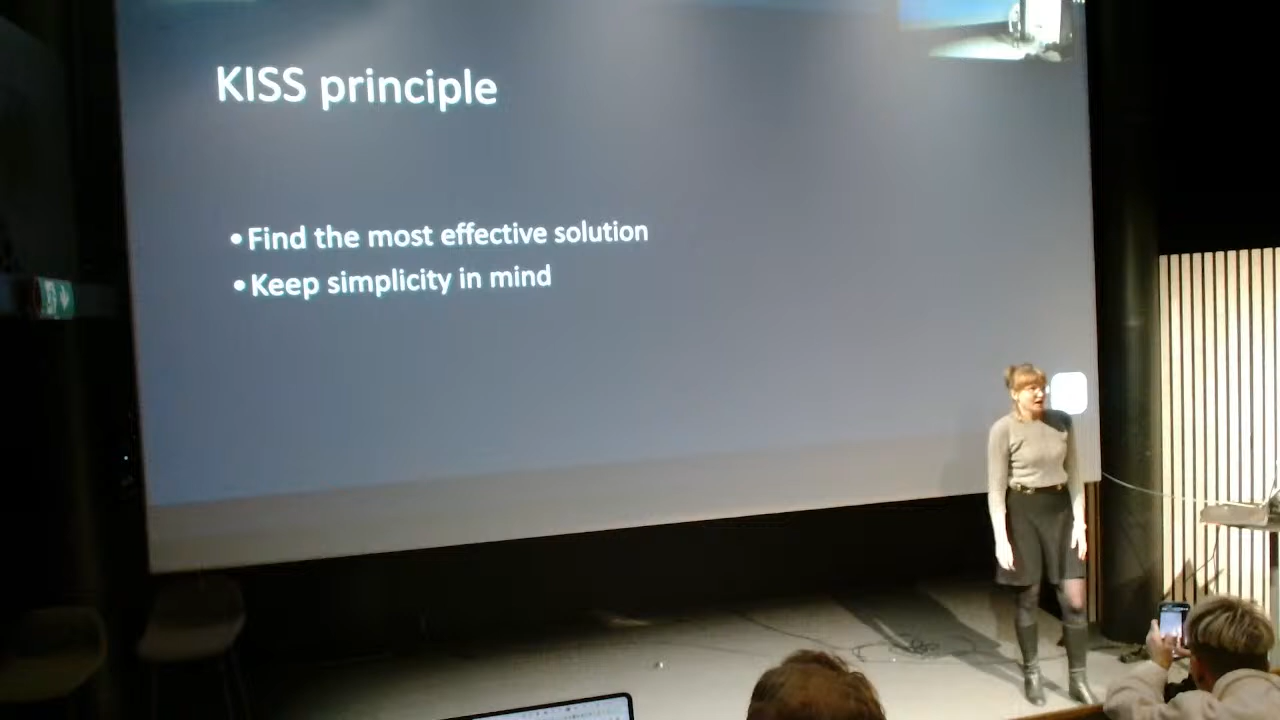 KISS principle
• Find the most effective solution
• Keep simplicity in mind